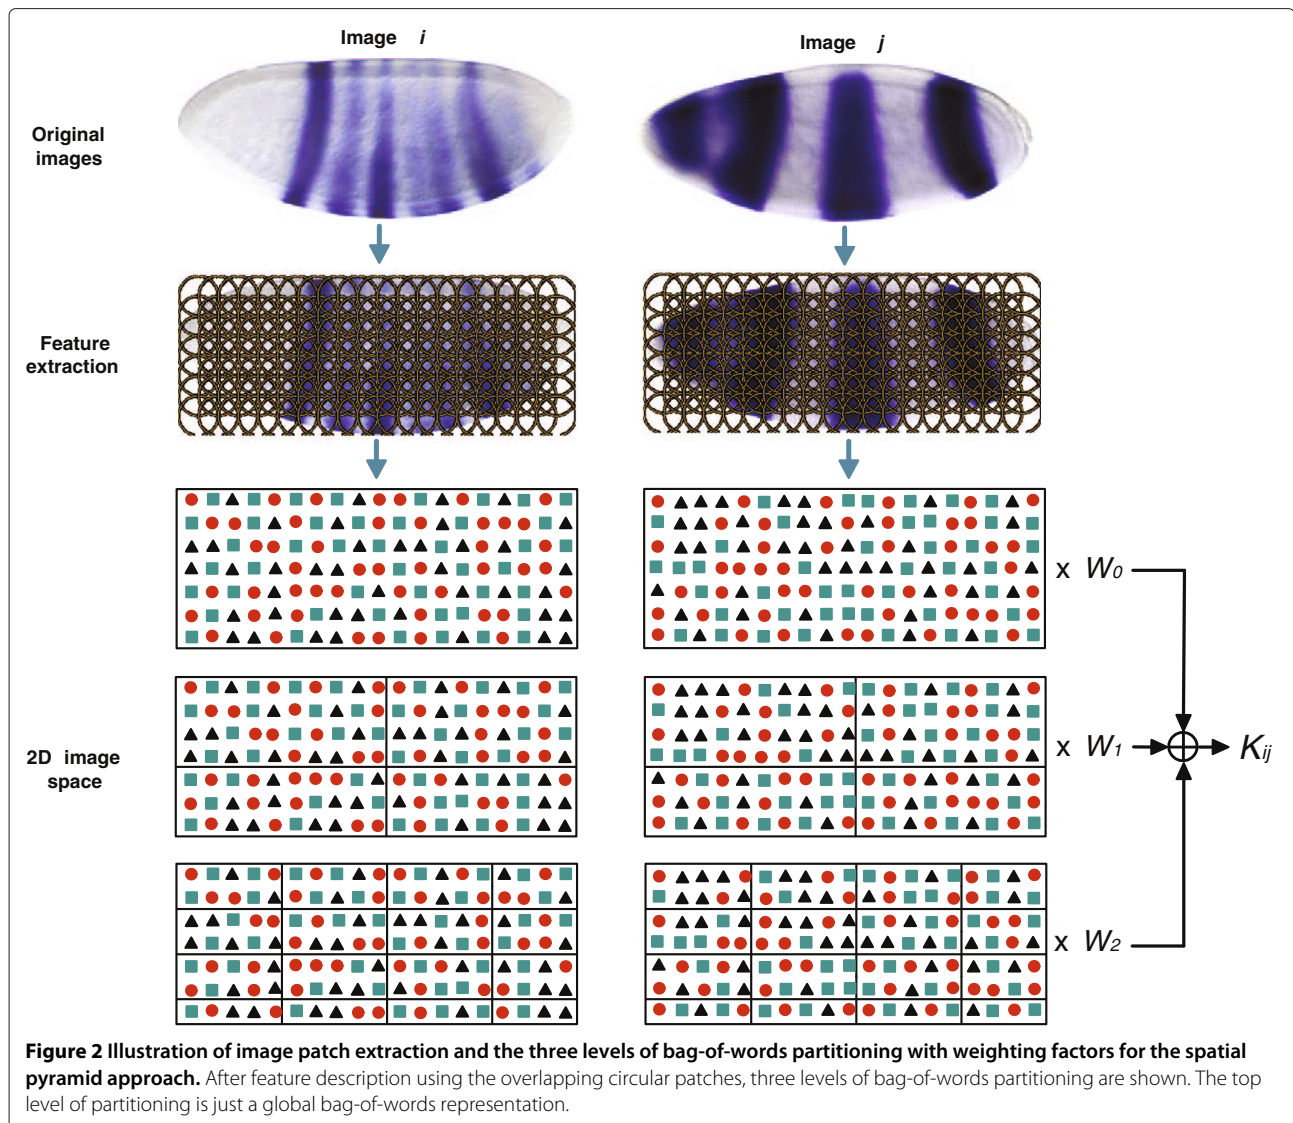 Image i
Image j
Original
images
Feature
extraction
x W0
2D image
space
x W1
Kij
x W2
Figure 2 Illustration of image patch extraction and the three levels of bag-of-words partitioning with weighting factors for the spatial
pyramid approach. After feature description using the overlapping circular patches, three levels of bag-of-words partitioning are shown. The top
level of partitioning is just a global bag-of-words representation.